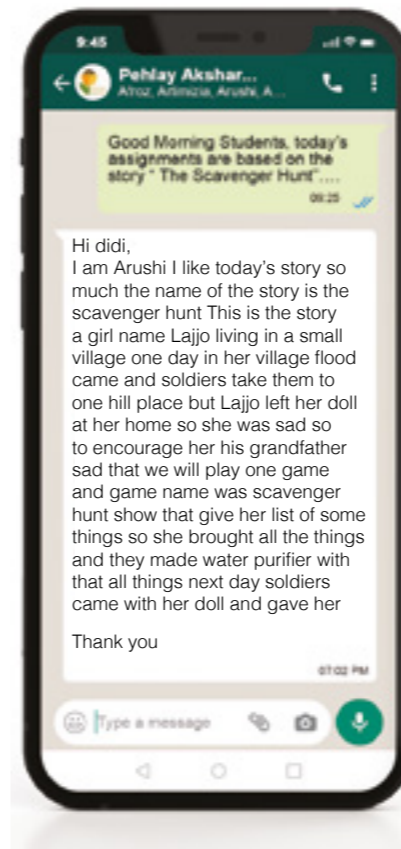 9:45
Pehlay Akshar...
Afroz, Artimizia, Arushi, A...
Good Morning Students, today's
assignments are based on the
story " The Scavenger Hunt"....
09:25
Hi didi,
I am Arushi I like today's story so
much the name of the story is the
scavenger hunt This is the story
a girl name Lajjo living in a small
village one day in her village flood
came and soldiers take them to
one hill place but Lajjo left her doll
at her home so she was sad so
to encourage her his grandfather
sad that we will play one game
and game name was scavenger
hunt show that give her list of some
things so she brought all the things
and they made water purifier with
that all things next day soldiers
came with her doll and gave her
Thank you
07:02 PM
Type a message